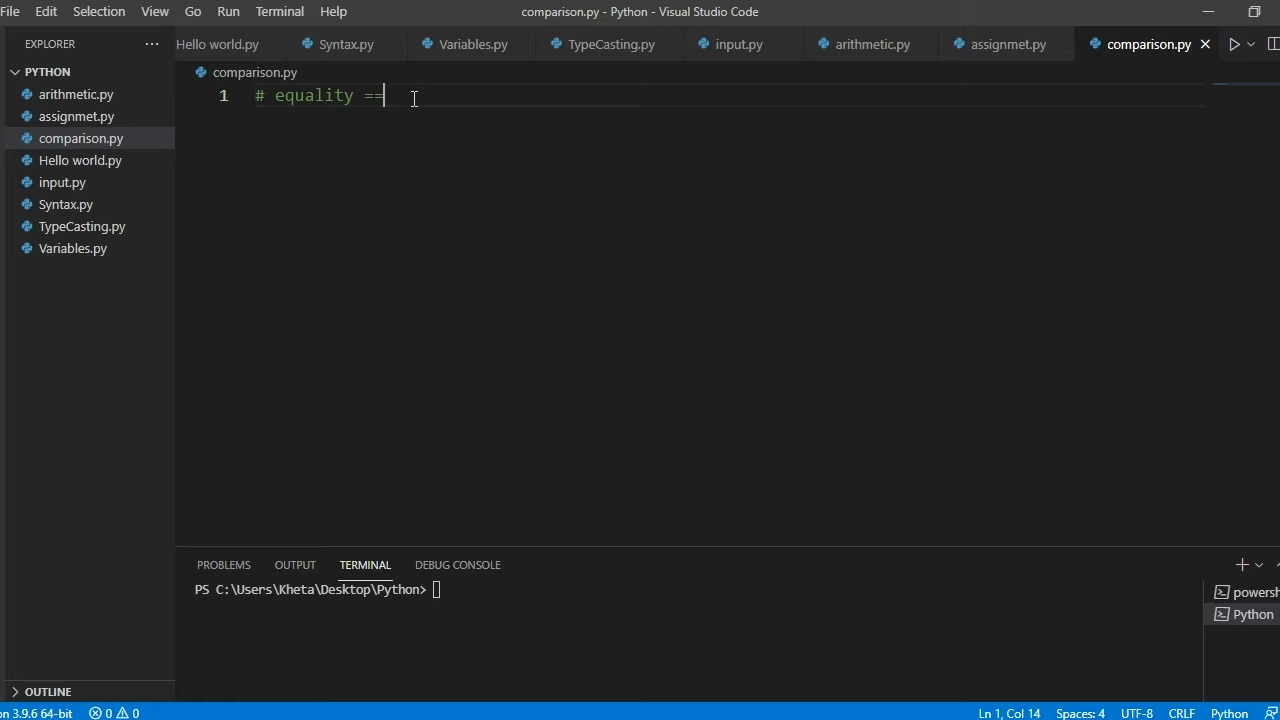 File Edit Selection View Go Run Terminal Help comparison.py - Python - Visual Studio Code
EXPLORER
Hello world.py Syntax.py Variables.py TypeCasting.py input.py arithmetic.py assignmet.py comparison.py
PYTHON
comparison.py
arithmetic.py
assignmet.py
comparison.py
Hello world.py
input.py
Syntax.py
TypeCasting.py
Variables.py
1 # equality ==
PROBLEMS OUTPUT TERMINAL DEBUG CONSOLE
PS C:\Users\Kheta\Desktop\Python>
powersh
Python
OUTLINE
on 3.9.6 64-bit 0 0 Ln 1, Col 14 Spaces: 4 UTF-8 CRLF Python